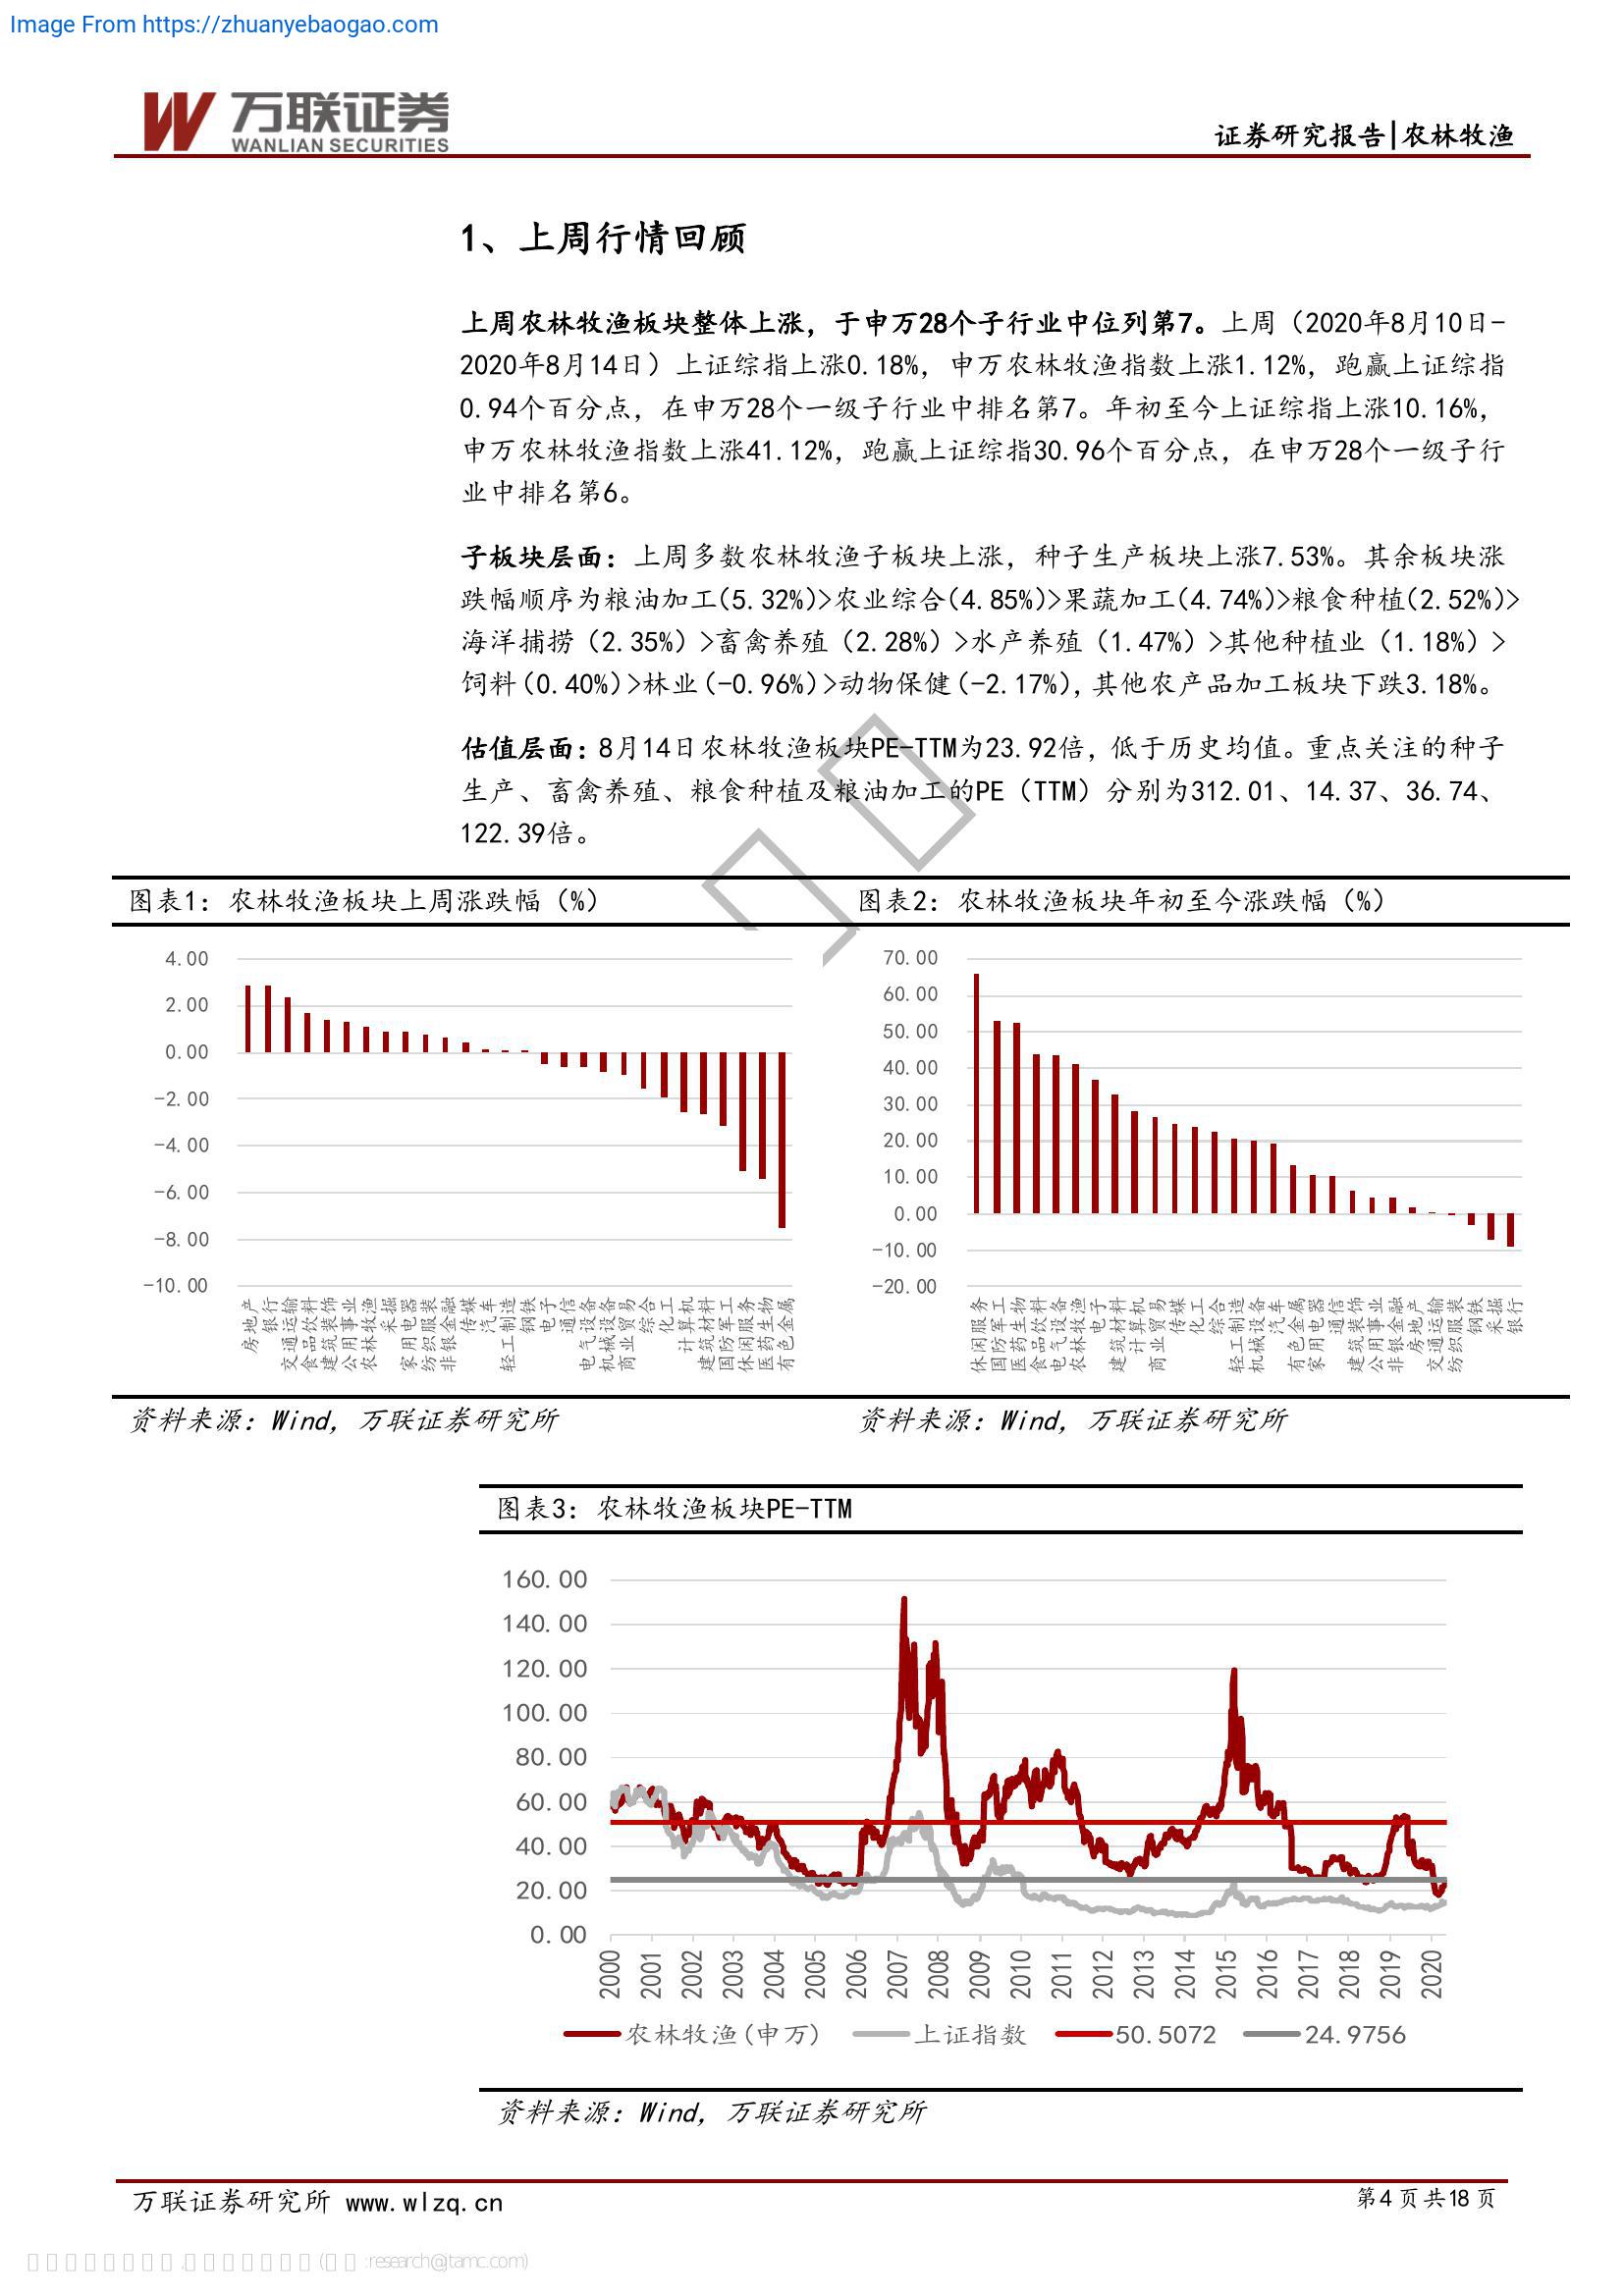 Image From https://zhuanyebaogao.com
万联证券
WANLIAN SECURITIES
证券研究报告|农林牧渔
1、上周行情回顾
上周农林牧渔板块整体上涨，于申万28个子行业中位列第7。上周（2020年8月10日-
2020年8月14日）上证综指上涨0.18%，申万农林牧渔指数上涨1.12%，跑赢上证综指
0.94个百分点，在申万28个一级子行业中排名第7。年初至今上证综指上涨10.16%，
申万农林牧渔指数上涨41.12%，跑赢上证综指30.96个百分点，在申万28个一级子行
业中排名第6。
子板块层面：上周多数农林牧渔子板块上涨，种子生产板块上涨7.53%。其余板块涨
跌幅顺序为粮油加工(5.32%)>农业综合(4.85%)>果蔬加工(4.74%)>粮食种植(2.52%)>
海洋捕捞（2.35%）>畜禽养殖（2.28%）>水产养殖（1.47%）>其他种植业（1.18%）>
饲料(0.40%)>林业(-0.96%)>动物保健(-2.17%)，其他农产品加工板块下跌3.18%。
估值层面：8月14日农林牧渔板块PE-TTM为23.92倍，低于历史均值。重点关注的种子
生产、畜禽养殖、粮食种植及粮油加工的PE（TTM）分别为312.01、14.37、36.74、
122.39倍。
图表1：农林牧渔板块上周涨跌幅（%）
4.00
2.00
0.00
-2.00
-4.00
-6.00
-8.00
-10.00
房地产
银行
交通运输
食品饮料
建筑装饰
公用事业
农林牧渔
采掘
家用电器
纺织服装
非银金融
传媒
汽车
轻工制造
钢铁
电子
通信
电气设备
机械设备
商业贸易
综合
化工
计算机
建筑材料
国防军工
休闲服务
医药生物
有色金属
资料来源：Wind，万联证券研究所
图表2：农林牧渔板块年初至今涨跌幅（%）
70.00
60.00
50.00
40.00
30.00
20.00
10.00
0.00
-10.00
-20.00
休闲服务
国防军工
医药生物
食品饮料
电气设备
农林牧渔
电子
建筑材料
计算机
商业贸易
传媒
化工
综合
轻工制造
机械设备
汽车
有色金属
家用电器
通信
建筑装饰
公用事业
非银金融
房地产
交通运输
纺织服装
钢铁
采掘
银行
资料来源：Wind，万联证券研究所
图表3：农林牧渔板块PE-TTM
160.00
140.00
120.00
100.00
80.00
60.00
40.00
20.00
0.00
2000
2001
2002
2003
2004
2005
2006
2007
2008
2009
2010
2011
2012
2013
2014
2015
2016
2017
2018
2019
2020
农林牧渔(申万)
上证指数
50.5072
24.9756
资料来源：Wind，万联证券研究所
万联证券研究所 www.wlzq.cn
第4页共18页
research@jtamc.com)